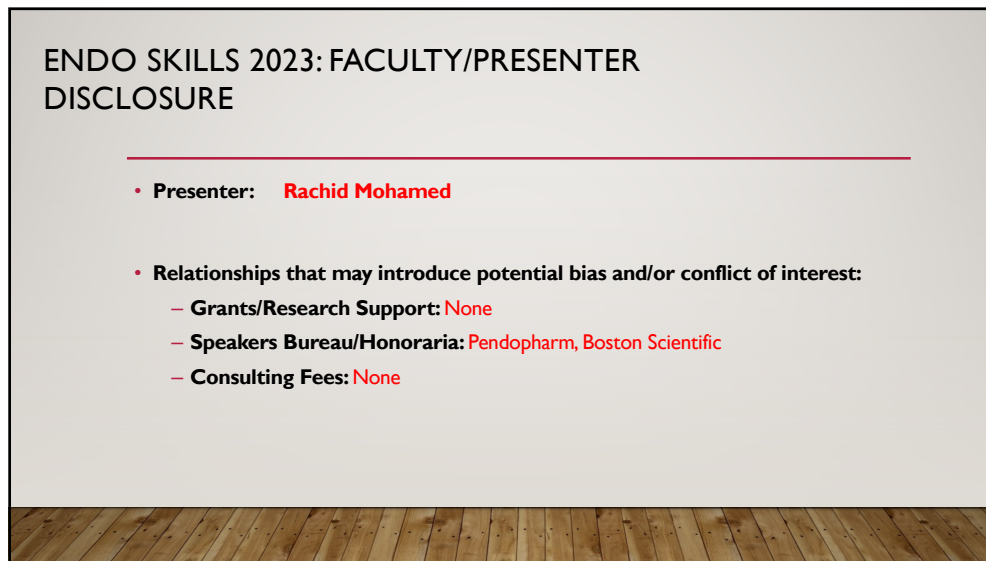 ENDO SKILLS 2023: FACULTY/PRESENTER
DISCLOSURE
• Presenter: Rachid Mohamed
• Relationships that may introduce potential bias and/or conflict of interest:
– Grants/Research Support: None
– Speakers Bureau/Honoraria: Pendopharm, Boston Scientific
– Consulting Fees: None